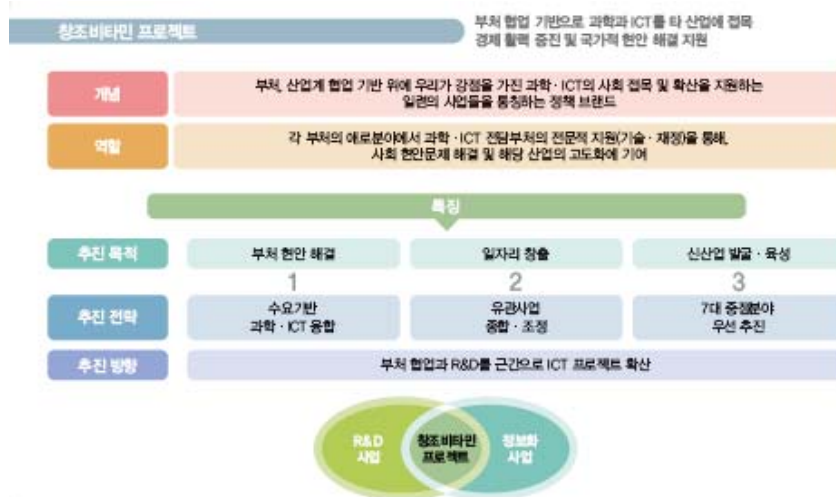 창조비타민 프로젝트
부처 협업 기반으로 과학과 ICT를 타 산업에 접목
경제 활력 증진 및 국가적 현안 해결 지원
개념
부처, 산업계 협업 기반 위에 우리가 강점을 가진 과학·ICT의 사회 접목 및 확산을 지원하는
일련의 사업들을 통칭하는 정책 브랜드
역할
각 부처의 애로분야에서 과학·ICT 전담부처의 전문적 지원(기술·재정)을 통해,
사회 현안문제 해결 및 해당 산업의 고도화에 기여
특징
추진 목적
부처 현안 해결
일자리 창출
신산업 발굴·육성
1
2
3
추진 전략
수요기반
과학·ICT 융합
유관사업
종합·조정
7대 중점분야
우선 추진
추진 방향
부처 협업과 R&D를 근간으로 ICT 프로젝트 확산
R&D
사업
창조비타민
프로젝트
정보화
사업